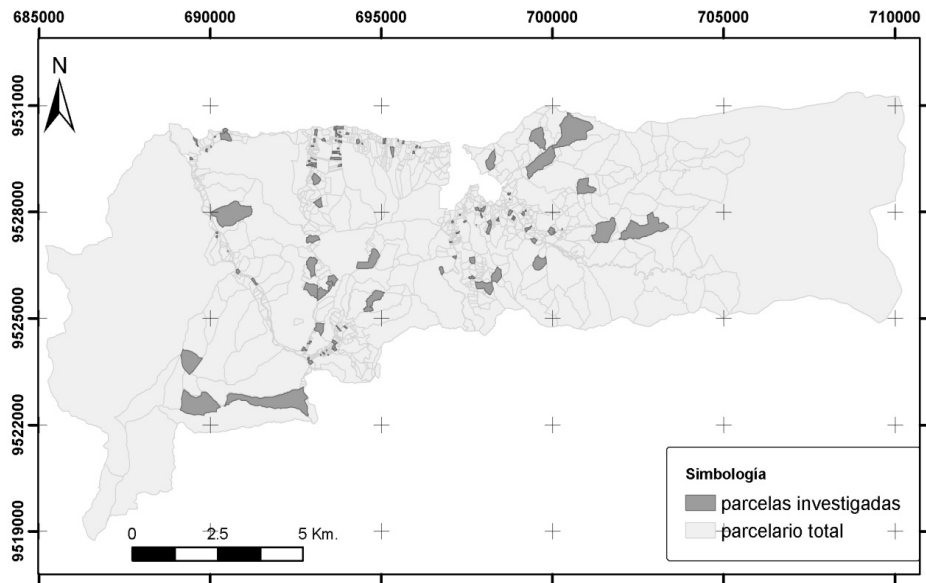 685000 690000 695000 700000 705000 710000
N
9531000
9528000
9525000
9522000
9519000
0 2.5 5 Km.
Simbología
parcelas investigadas
parcelario total